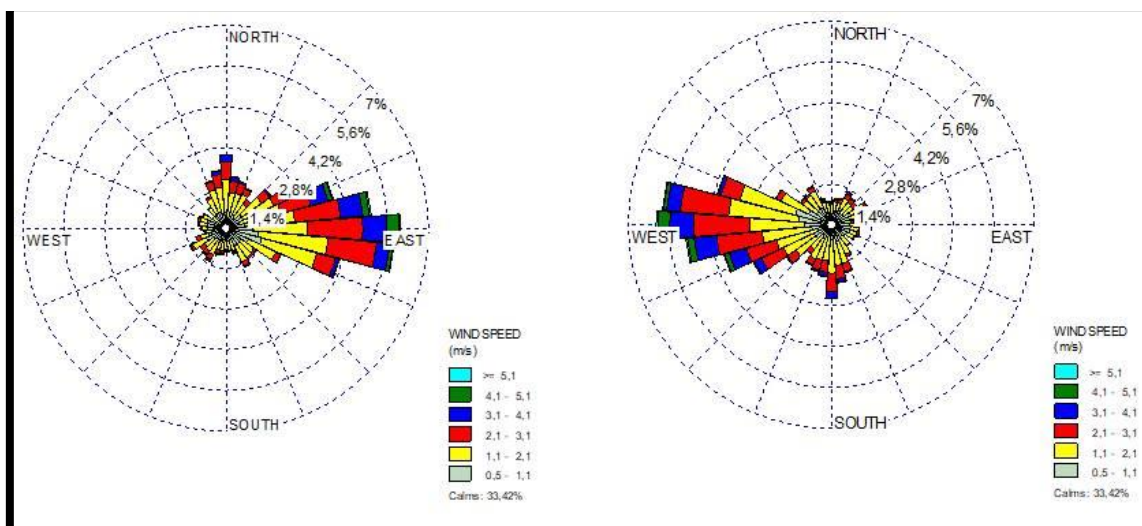 NORTH
7%
5,6%
4,2%
2,8%
1,4%
WEST
EAST
SOUTH
WIND SPEED
(m/s)
>= 5,1
4,1 - 5,1
3,1 - 4,1
2,1 - 3,1
1,1 - 2,1
0,5 - 1,1
Calms: 33,42%
NORTH
7%
5,6%
4,2%
2,8%
1,4%
WEST
EAST
SOUTH
WIND SPEED
(m/s)
>= 5,1
4,1 - 5,1
3,1 - 4,1
2,1 - 3,1
1,1 - 2,1
0,5 - 1,1
Calms: 33,42%